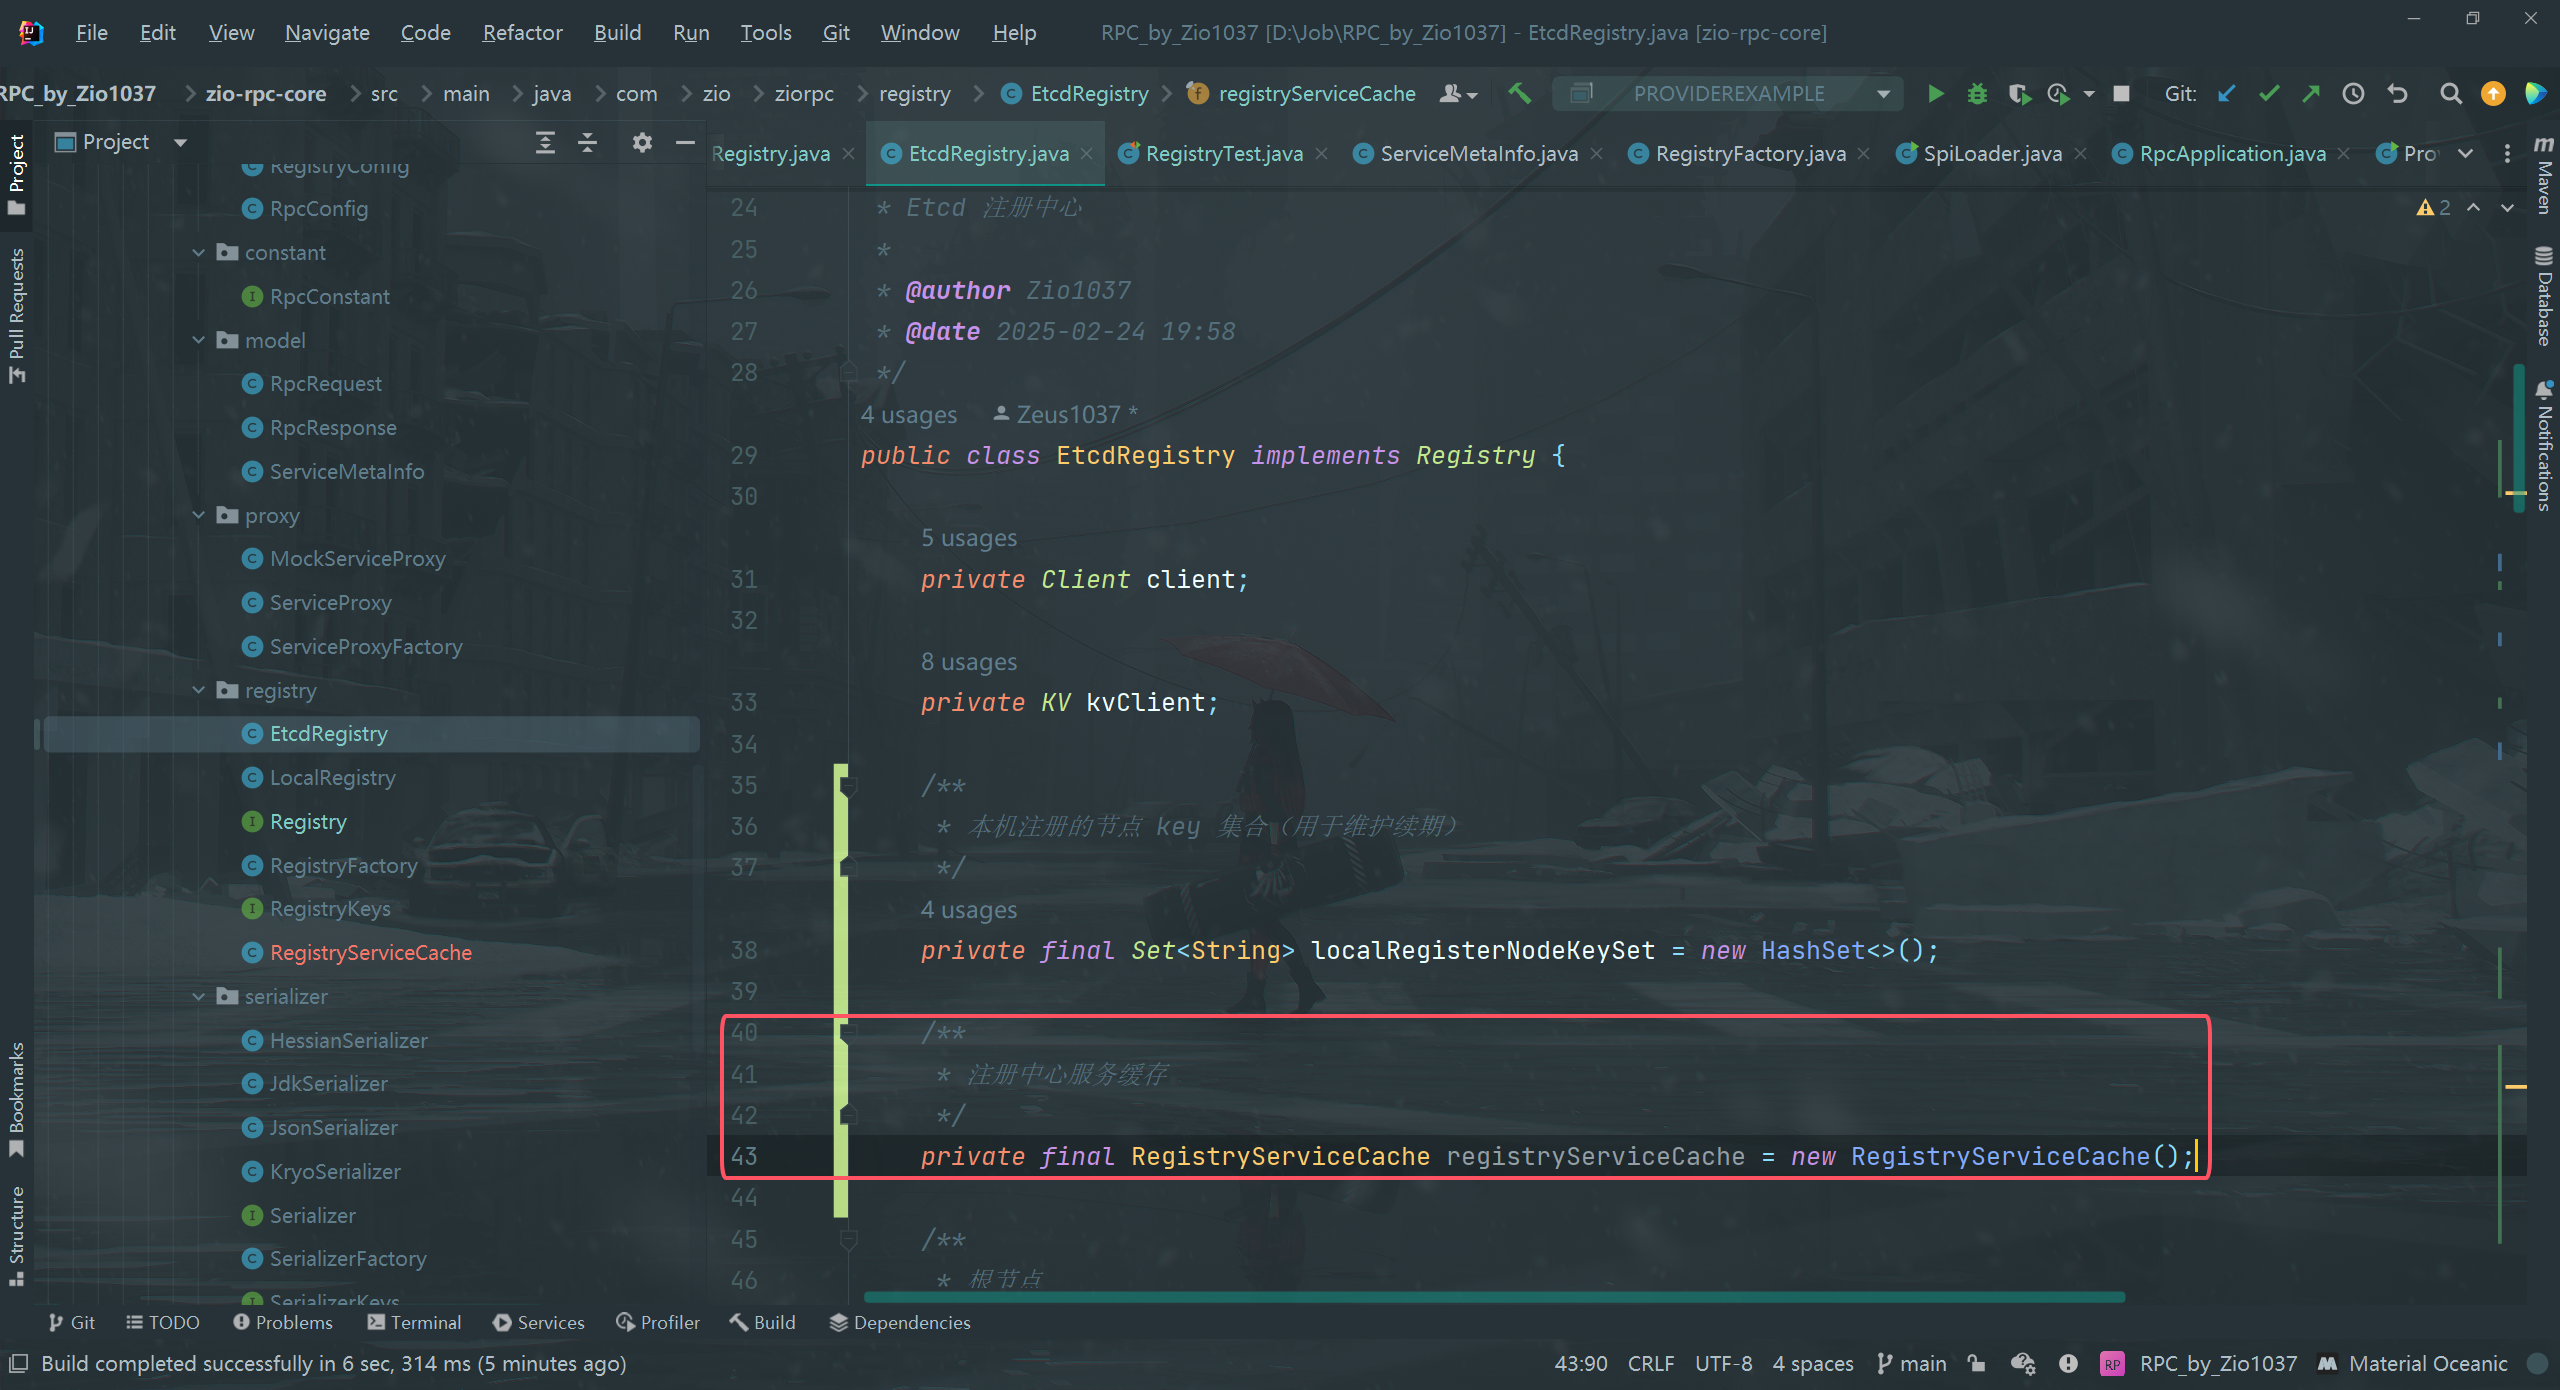 File Edit View Navigate Code Refactor Build Run Tools Git Window Help RPC_by_Zio1037 [D:\Job\RPC_by_Zio1037] - EtcdRegistry.java [zio-rpc-core]
RPC_by_Zio1037 zio-rpc-core src main java com zio ziorpc registry EtcdRegistry registryServiceCache PROVIDEREXAMPLE Git:
Project
Registry.java EtcdRegistry.java RegistryTest.java ServiceMetaInfo.java RegistryFactory.java SpiLoader.java RpcApplication.java Pro
Project
Pull Requests
Bookmarks
Structure
RegistryConfig
RpcConfig
constant
RpcConstant
model
RpcRequest
RpcResponse
ServiceMetaInfo
proxy
MockServiceProxy
ServiceProxy
ServiceProxyFactory
registry
EtcdRegistry
LocalRegistry
Registry
RegistryFactory
RegistryKeys
RegistryServiceCache
serializer
HessianSerializer
JdkSerializer
JsonSerializer
KryoSerializer
Serializer
SerializerFactory
SerializerKeys
2
24 * Etcd 注册中心
25 *
26 * @author Zio1037
27 * @date 2025-02-24 19:58
28 */
4 usages Zeus1037 *
29 public class EtcdRegistry implements Registry {
30
5 usages
31 private Client client;
32
8 usages
33 private KV kvClient;
34
35 /**
36 * 本机注册的节点 key 集合（用于维护续期）
37 */
4 usages
38 private final Set<String> localRegisterNodeKeySet = new HashSet<>();
39
40 /**
41 * 注册中心服务缓存
42 */
43 private final RegistryServiceCache registryServiceCache = new RegistryServiceCache();
44
45 /**
46 * 根节点
m Maven
Database
Notifications
Git TODO Problems Terminal Services Profiler Build Dependencies
Build completed successfully in 6 sec, 314 ms (5 minutes ago) 43:90 CRLF UTF-8 4 spaces main RP RPC_by_Zio1037 Material Oceanic